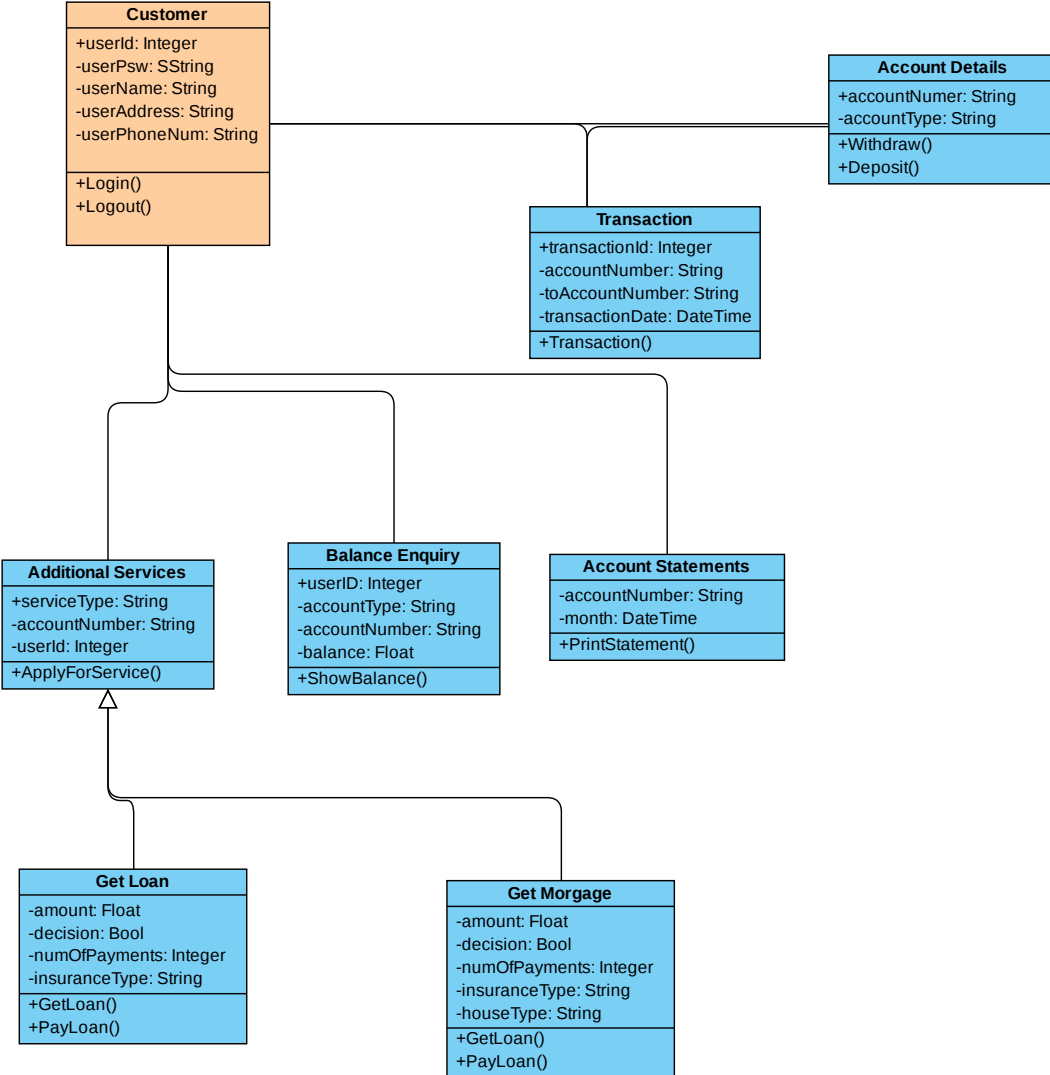 Customer
+userId: Integer
-userPsw: SString
-userName: String
-userAddress: String
-userPhoneNum: String
+Login()
+Logout()
Account Details
+accountNumer: String
-accountType: String
+Withdraw()
+Deposit()
Transaction
+transactionId: Integer
-accountNumber: String
-toAccountNumber: String
-transactionDate: DateTime
+Transaction()
Additional Services
+serviceType: String
-accountNumber: String
-userId: Integer
+ApplyForService()
Balance Enquiry
+userID: Integer
-accountType: String
-accountNumber: String
-balance: Float
+ShowBalance()
Account Statements
-accountNumber: String
-month: DateTime
+PrintStatement()
Get Loan
-amount: Float
-decision: Bool
-numOfPayments: Integer
-insuranceType: String
+GetLoan()
+PayLoan()
Get Morgage
-amount: Float
-decision: Bool
-numOfPayments: Integer
-insuranceType: String
-houseType: String
+GetLoan()
+PayLoan()